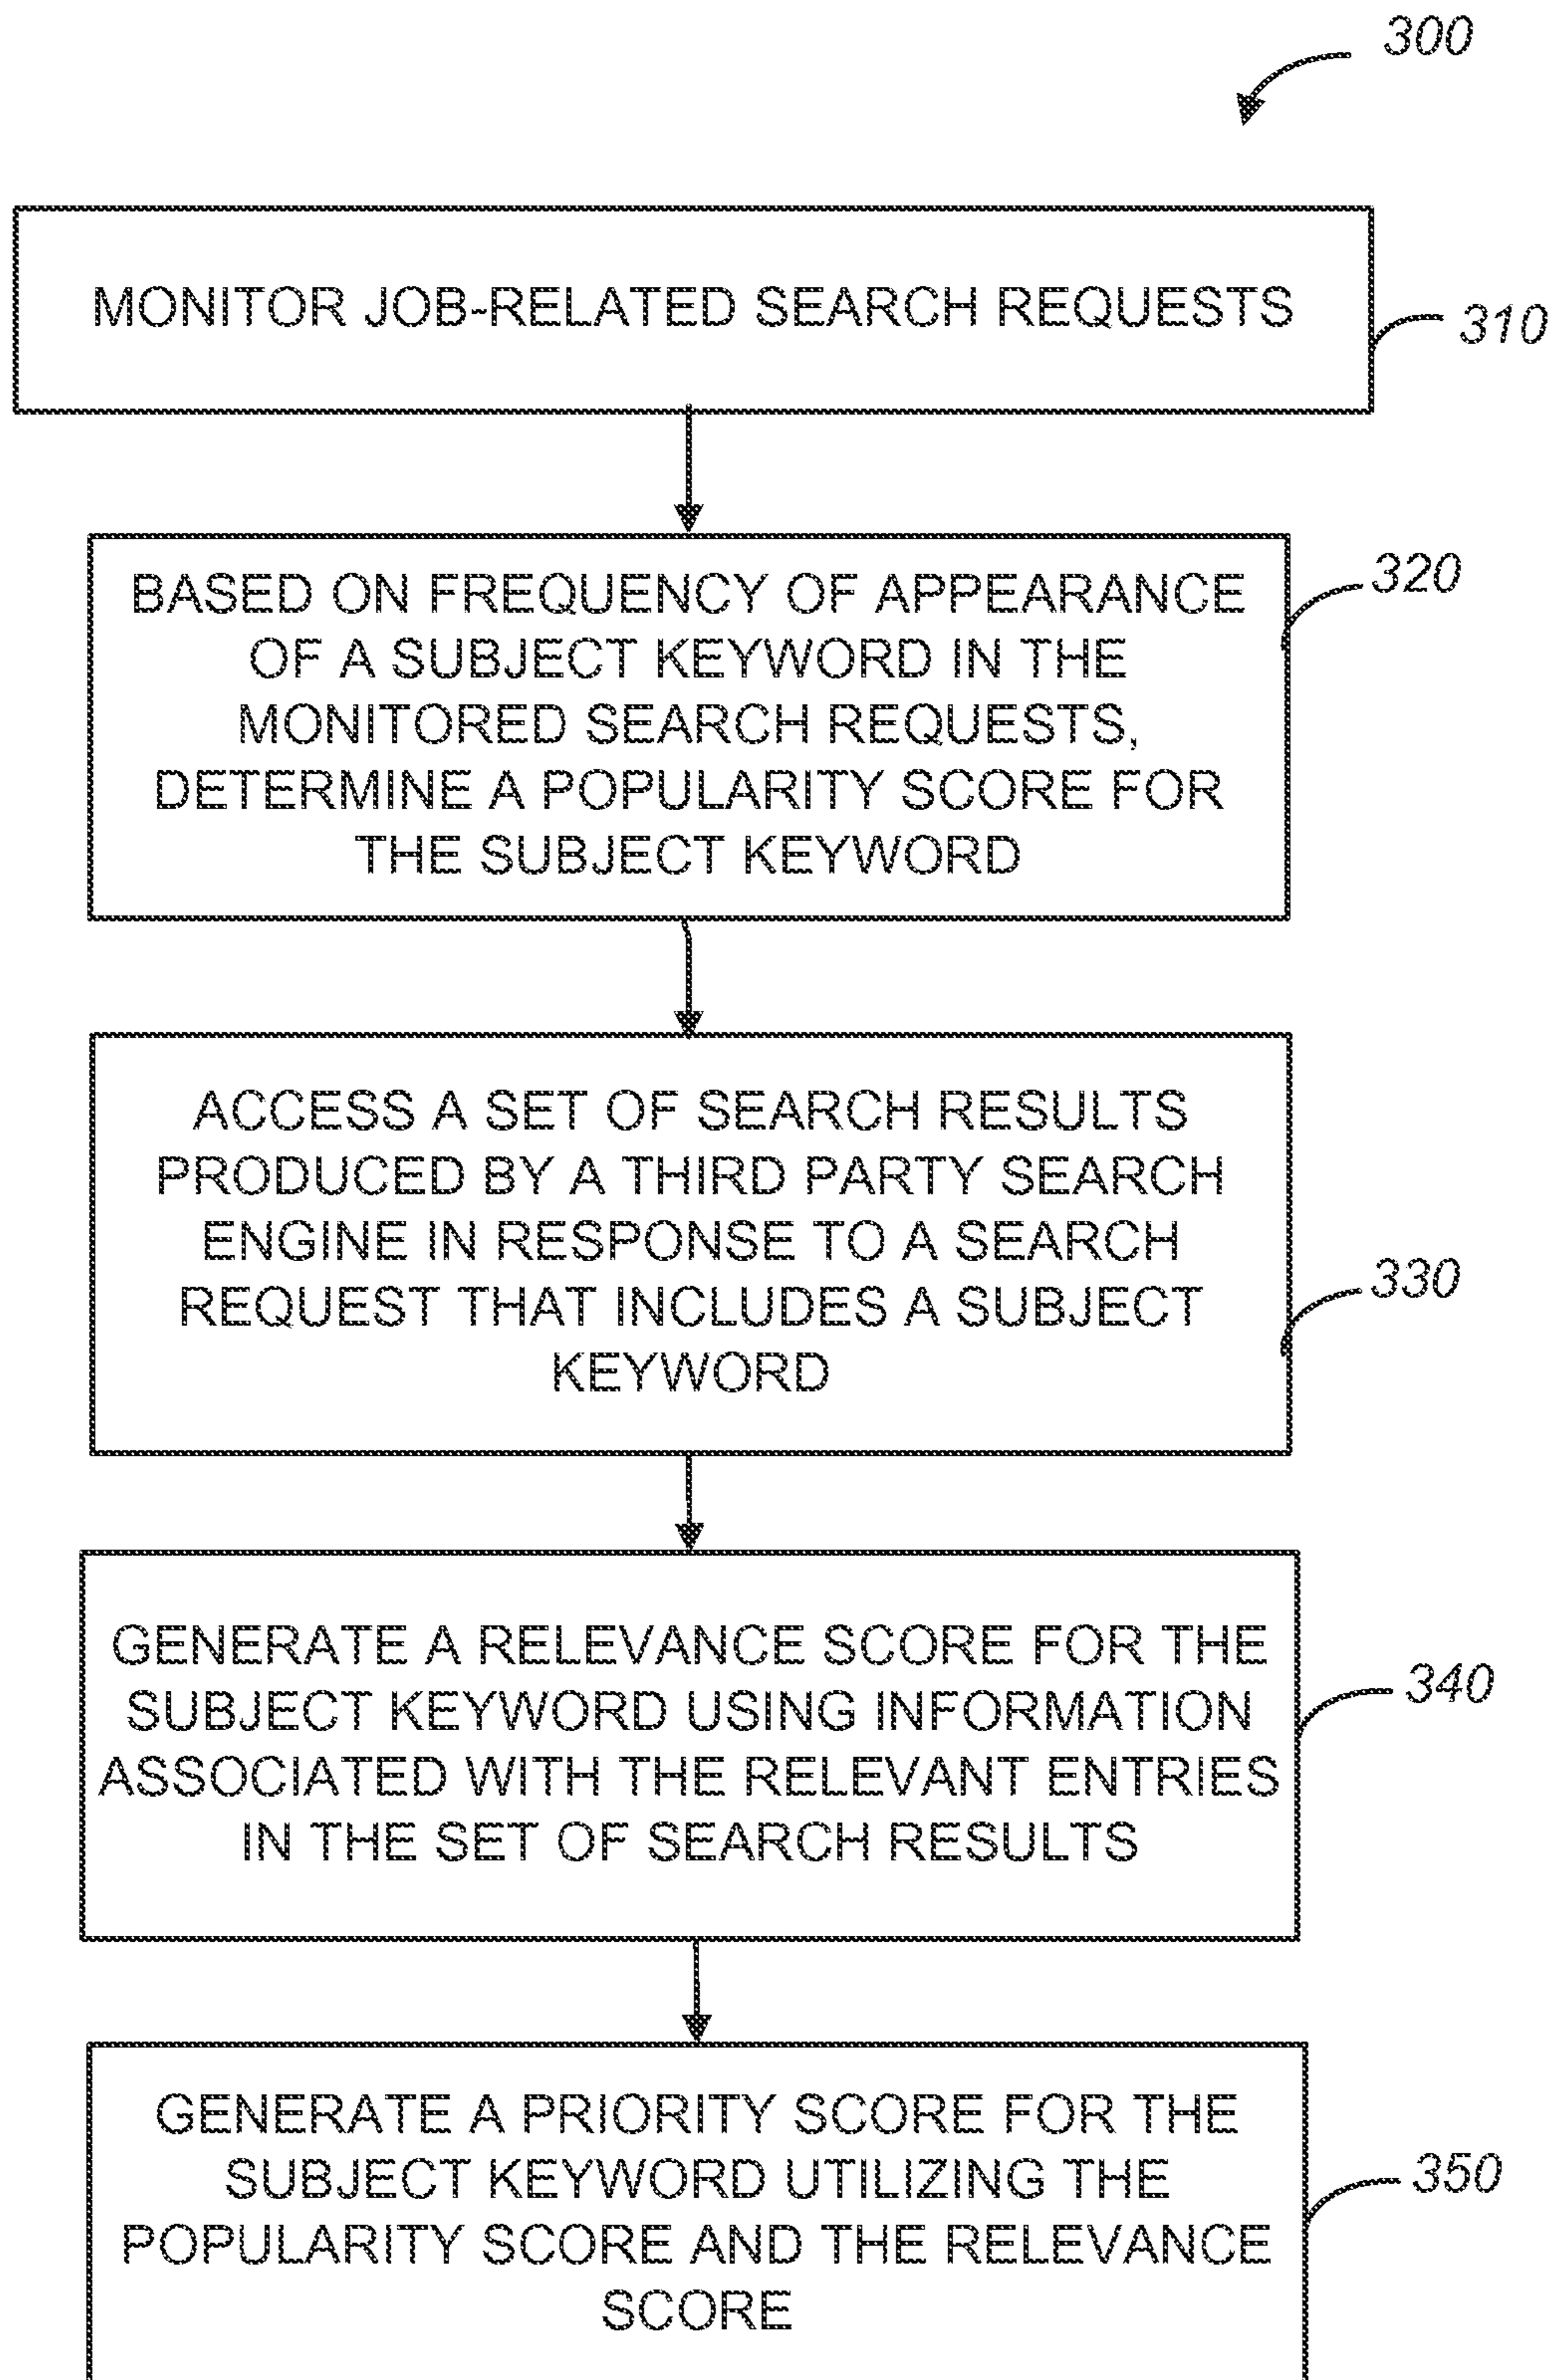 300
MONITOR JOB-RELATED SEARCH REQUESTS
310
BASED ON FREQUENCY OF APPEARANCE
OF A SUBJECT KEYWORD IN THE
MONITORED SEARCH REQUESTS,
DETERMINE A POPULARITY SCORE FOR
THE SUBJECT KEYWORD
320
ACCESS A SET OF SEARCH RESULTS
PRODUCED BY A THIRD PARTY SEARCH
ENGINE IN RESPONSE TO A SEARCH
REQUEST THAT INCLUDES A SUBJECT
KEYWORD
330
GENERATE A RELEVANCE SCORE FOR THE
SUBJECT KEYWORD USING INFORMATION
ASSOCIATED WITH THE RELEVANT ENTRIES
IN THE SET OF SEARCH RESULTS
340
GENERATE A PRIORITY SCORE FOR THE
SUBJECT KEYWORD UTILIZING THE
POPULARITY SCORE AND THE RELEVANCE
SCORE
350